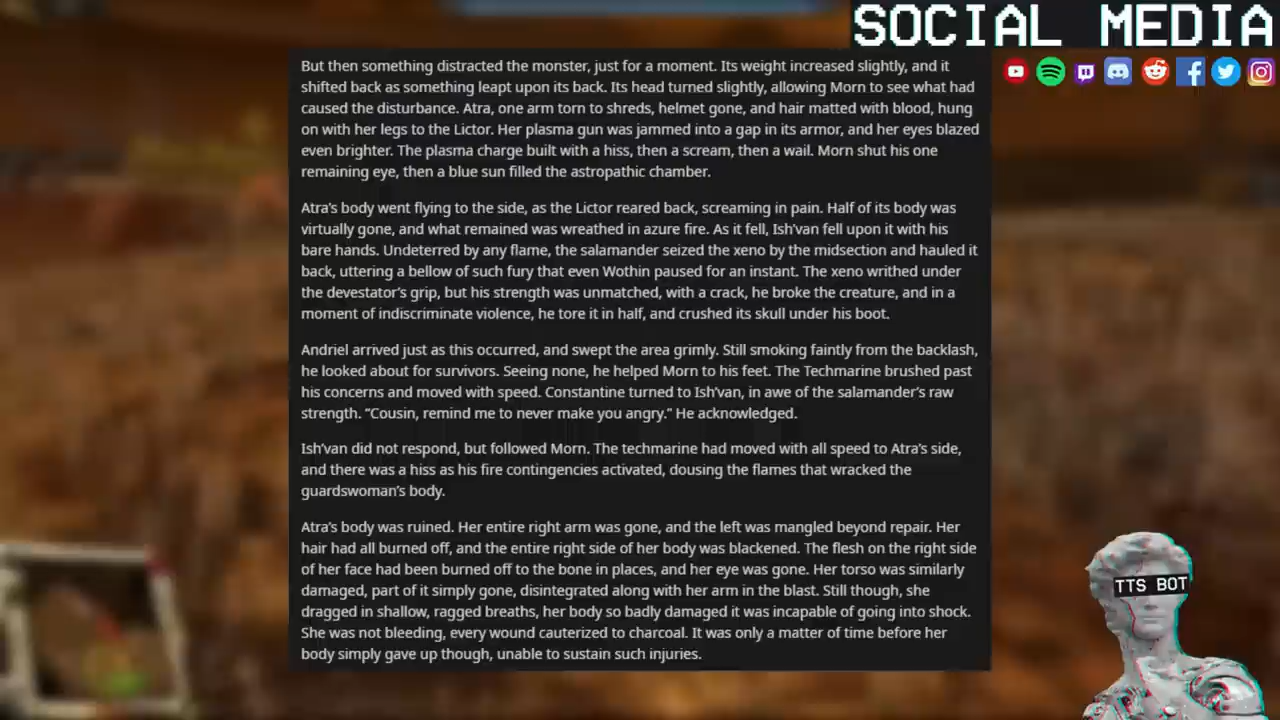 SOCIAL MEDIA
But then something distracted the monster, just for a moment. Its weight increased slightly, and it
shifted back as something leapt upon its back. Its head turned slightly, allowing Morn to see what had
caused the disturbance. Atra, one arm torn to shreds, helmet gone, and hair matted with blood, hung
on with her legs to the Lictor. Her plasma gun was jammed into a gap in its armor, and her eyes blazed
even brighter. The plasma charge built with a hiss, then a scream, then a wail. Morn shut his one
remaining eye, then a blue sun filled the astropathic chamber.
Atra's body went flying to the side, as the Lictor reared back, screaming in pain. Half of its body was
virtually gone, and what remained was wreathed in azure fire. As it fell, Ish'van fell upon it with his
bare hands. Undeterred by any flame, the salamander seized the xeno by the midsection and hauled it
back, uttering a bellow of such fury that even Wothin paused for an instant. The xeno writhed under
the devestator's grip, but his strength was unmatched, with a crack, he broke the creature, and in a
moment of indiscriminate violence, he tore it in half, and crushed its skull under his boot.
Andriel arrived just as this occurred, and swept the area grimly. Still smoking faintly from the backlash,
he looked about for survivors. Seeing none, he helped Morn to his feet. The Techmarine brushed past
his concerns and moved with speed. Constantine turned to Ish'van, in awe of the salamander's raw
strength. “Cousin, remind me to never make you angry.” He acknowledged.
Ish'van did not respond, but followed Morn. The techmarine had moved with all speed to Atra's side,
and there was a hiss as his fire contingencies activated, dousing the flames that wracked the
guardswoman's body.
Atra's body was ruined. Her entire right arm was gone, and the left was mangled beyond repair. Her
hair had all burned off, and the entire right side of her body was blackened. The flesh on the right side
of her face had been burned off to the bone in places, and her eye was gone. Her torso was similarly
damaged, part of it simply gone, disintegrated along with her arm in the blast. Still though, she
dragged in shallow, ragged breaths, her body so badly damaged it was incapable of going into shock.
She was not bleeding, every wound cauterized to charcoal. It was only a matter of time before her
body simply gave up though, unable to sustain such injuries.
TTS BOT